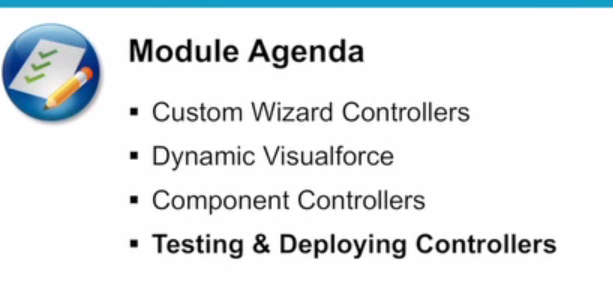 Module Agenda
▪ Custom Wizard Controllers
▪ Dynamic Visualforce
▪ Component Controllers
▪ Testing & Deploying Controllers